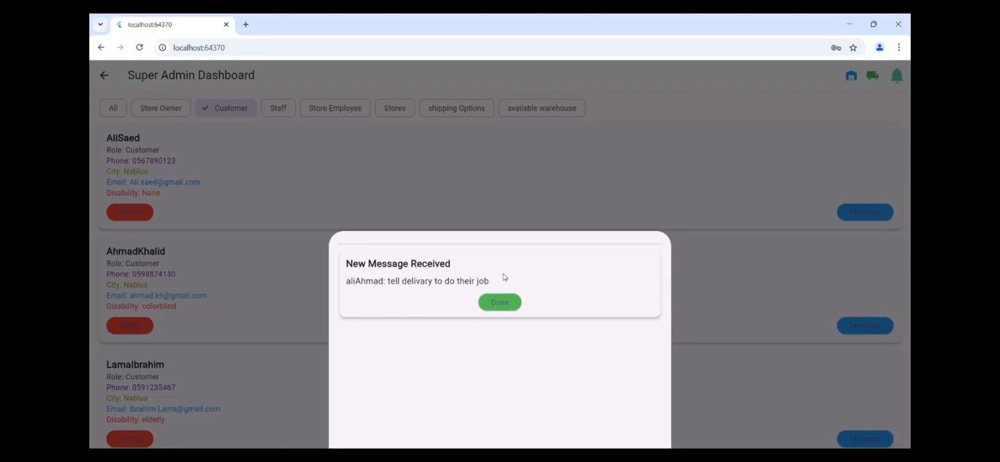 localhost:64370
localhost:64370
Super Admin Dashboard
All
Store Owner
Customer
Staff
Store Employee
Stores
shipping Options
available warehouse
AliSaed
Role: Customer
Phone: 0567890123
City: Nablus
Email: Ali.saed@gmail.com
Disability: None
Message
AhmadKhalid
Role: Customer
Phone: 0598874130
City: Nablus
Email: ahmad.kh@gmail.com
Disability: colorblind
Message
New Message Received
aliAhmad: tell delivary to do their job
Done
LamaIbrahim
Role: Customer
Phone: 0591235467
City: Nablus
Email: Ibrahim.Lama@gmail.com
Disability: elderly
Message